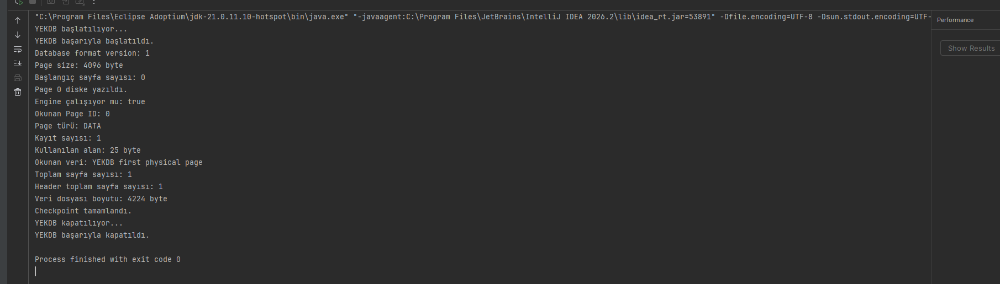 "C:\Program Files\Eclipse Adoptium\jdk-21.0.11.10-hotspot\bin\java.exe" "-javaagent:C:\Program Files\JetBrains\IntelliJ IDEA 2026.2\lib\idea_rt.jar=53891" -Dfile.encoding=UTF-8 -Dsun.stdout.encoding=UTF-
YEKDB başlatılıyor...
YEKDB başarıyla başlatıldı.
Database format version: 1
Page size: 4096 byte
Başlangıç sayfa sayısı: 0
Page 0 diske yazıldı.
Engine çalışıyor mu: true
Okunan Page ID: 0
Page türü: DATA
Kayıt sayısı: 1
Kullanılan alan: 25 byte
Okunan veri: YEKDB first physical page
Toplam sayfa sayısı: 1
Header toplam sayfa sayısı: 1
Veri dosyası boyutu: 4224 byte
Checkpoint tamamlandı.
YEKDB kapatılıyor...
YEKDB başarıyla kapatıldı.
Process finished with exit code 0
Performance
Show Results